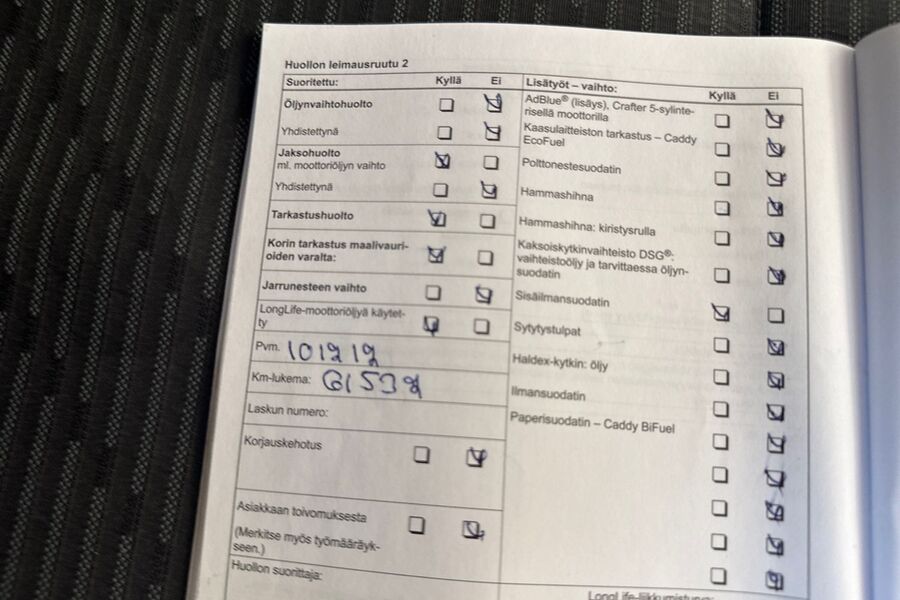 Huollon leimausruutu 2
Suoritettu: Kyllä Ei
Öljynvaihtohuolto
Yhdistettynä
Jaksohuolto
ml. moottoriöljyn vaihto
Yhdistettynä
Tarkastushuolto
Korin tarkastus maalivauri-
oiden varalta:
Jarrunesteen vaihto
LongLife-moottoriöljyä käytet-
ty
Pvm.
Km-lukema:
Laskun numero:
Korjauskehotus
Asiakkaan toivomuksesta
(Merkitse myös työmääräyk-
seen.)
Huollon suorittaja:
Lisätyöt – vaihto: Kyllä Ei
AdBlue® (lisäys), Crafter 5-sylinte-
risellä moottorilla
Kaasulaitteiston tarkastus – Caddy
EcoFuel
Polttonestesuodatin
Hammashihna
Hammashihna: kiristysrulla
Kaksoiskytkinvaihteisto DSG®:
vaihteistoöljy ja tarvittaessa öljyn-
suodatin
Sisäilmansuodatin
Sytytystulpat
Haldex-kytkin: öljy
Ilmansuodatin
Paperisuodatin – Caddy BiFuel